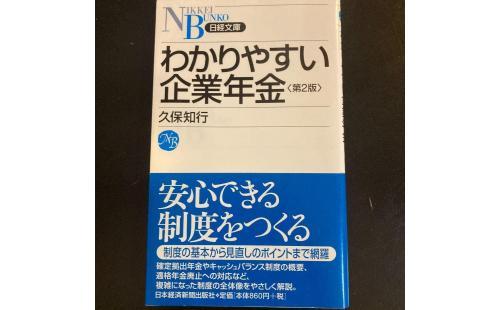 NIKKEI
BUNKO
日経文庫
わかりやすい
企業年金〈第2版〉
久保知行
NB
安心できる
制度をつくる
制度の基本から見直しのポイントまで網羅
確定拠出年金やキャッシュバランス制度の概要、
適格年金廃止への対応など、
複雑になった制度の全体像をやさしく解説。
日本経済新聞出版社●定価[本体860円+税]